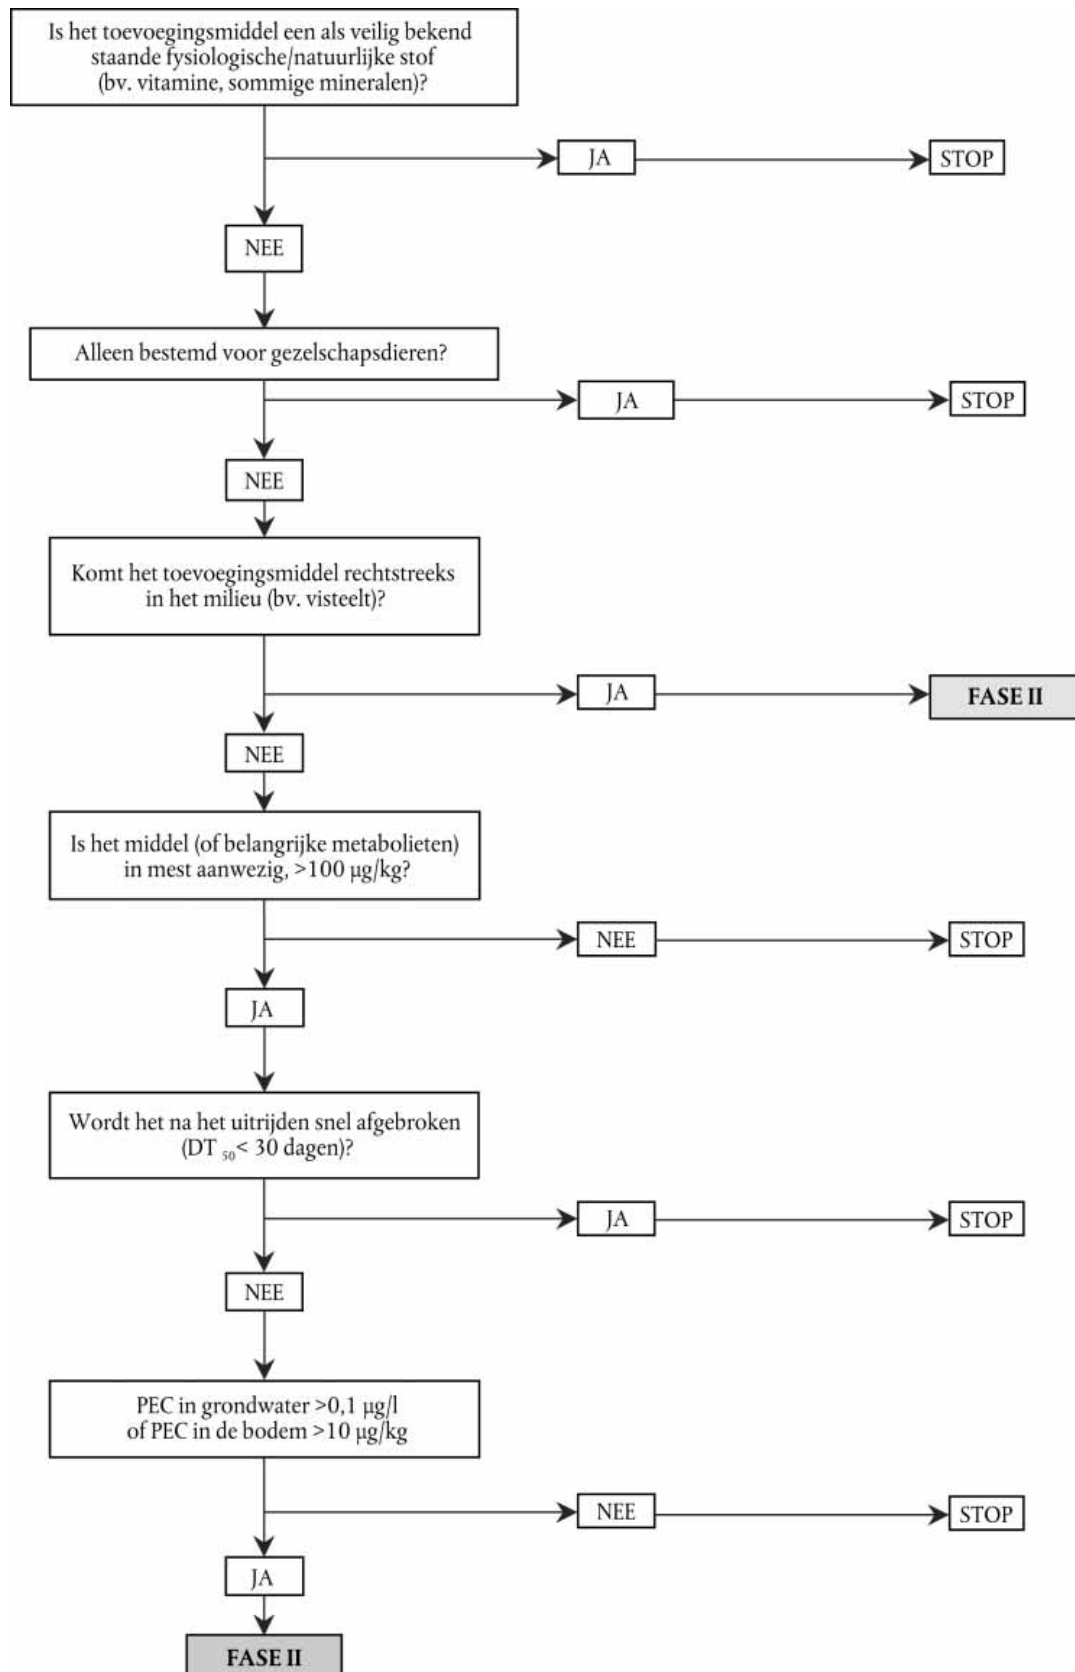 Is het toevoegingsmiddel een als veilig bekend
staande fysiologische/natuurlijke stof
(bv. vitamine, sommige mineralen)?
JA
STOP
NEE
Alleen bestemd voor gezelschapsdieren?
JA
STOP
NEE
Komt het toevoegingsmiddel rechtstreeks
in het milieu (bv. visteelt)?
JA
FASE II
NEE
Is het middel (of belangrijke metabolieten)
in mest aanwezig, >100 µg/kg?
NEE
STOP
JA
Wordt het na het uitrijden snel afgebroken
(DT 50< 30 dagen)?
JA
STOP
NEE
PEC in grondwater >0,1 µg/l
of PEC in de bodem >10 µg/kg
NEE
STOP
JA
FASE II